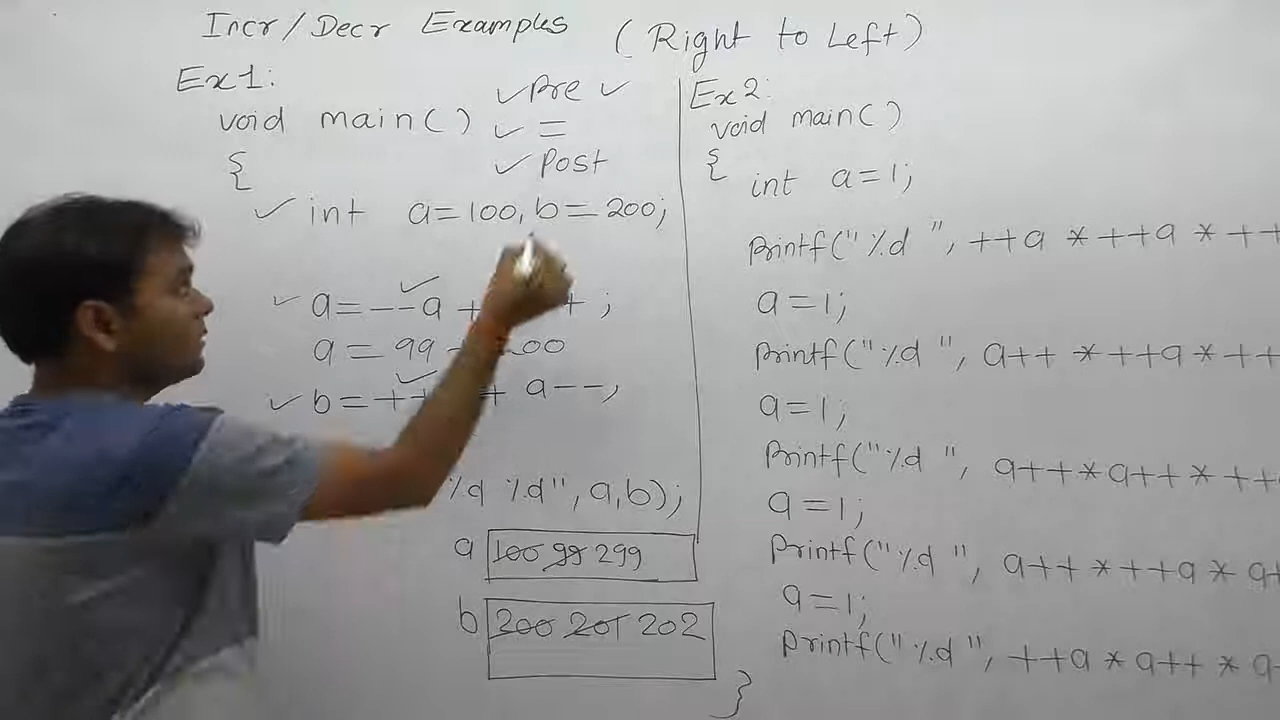 Incr/Decr Examples (Right to Left)
Ex1:
void main()
{
✓ int a=100, b=200;
✓ a=--a + + ;
a = 99 200
✓ b=++ + a--;
%d %d", a,b);
a 100 99 299
b 200 201 202
}
✓ Pre ✓
✓ =
✓ Post
Ex2:
void main()
{
int a=1;
Printf("%d ", ++a * ++a * ++
a=1;
Printf("%d ", a++ * ++a * ++
a=1;
Printf("%d ", a++*a++* ++
a=1;
Printf("%d ", a++ * ++a * a+
a=1;
Printf("%d ", ++a * a++ * a-